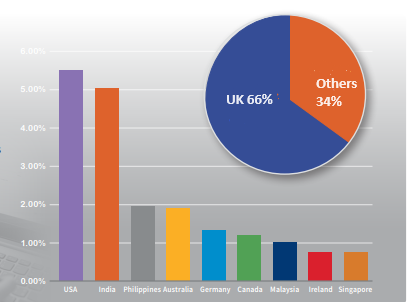 6.00%
5.00%
4.00%
3.00%
2.00%
1.00%
0.00%
UK 66%
Others
34%
USA India Philippines Australia Germany Canada Malaysia Ireland Singapore